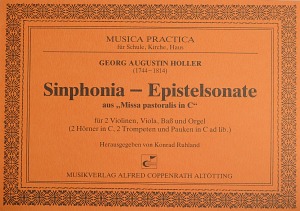 MUSICA PRACTICA
für Schule, Kirche, Haus
GEORG AUGUSTIN HOLLER
(1744–1814)
Sinphonia – Epistelsonate
aus „Missa pastoralis in C“
für 2 Violinen, Viola, Baß und Orgel
(2 Hörner in C, 2 Trompeten und Pauken in C ad lib.)
Herausgegeben von Konrad Ruhland
MUSIKVERLAG ALFRED COPPENRATH ALTÖTTING